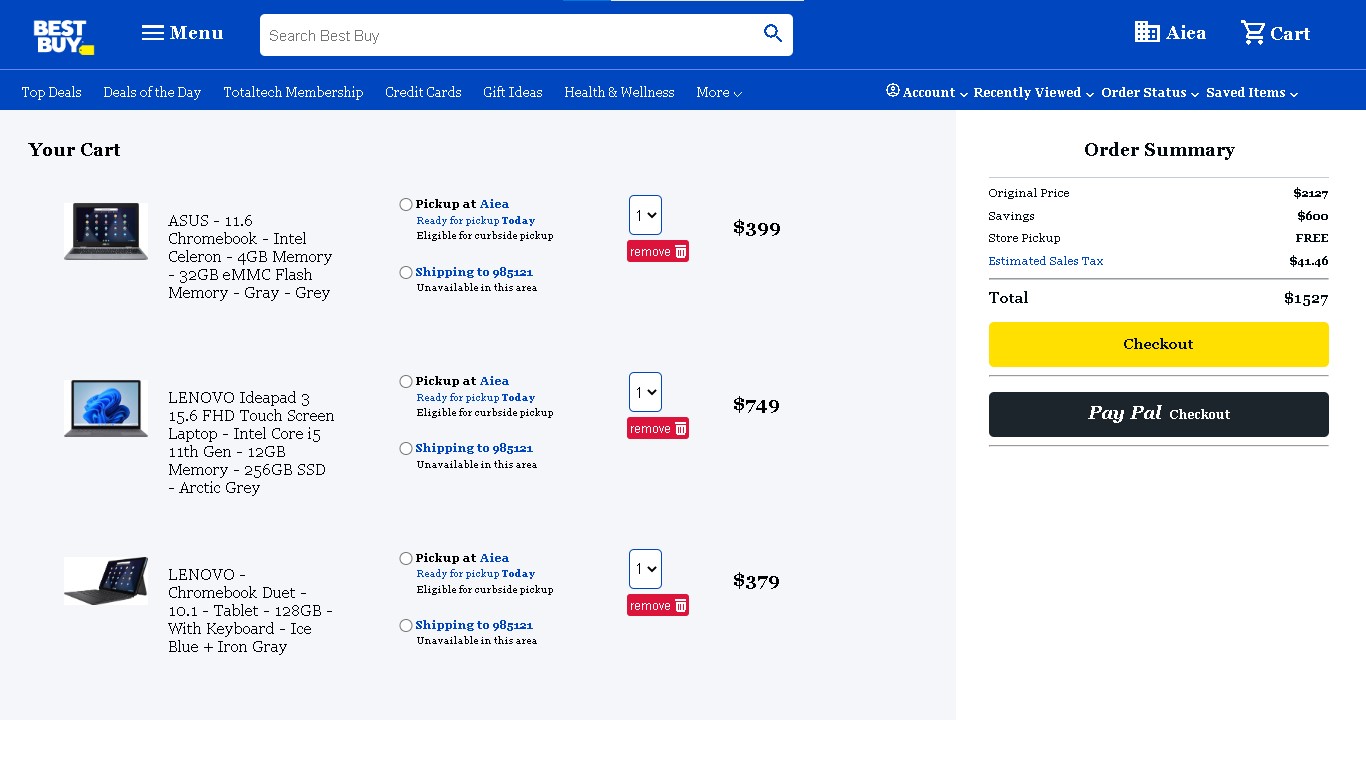 BEST BUY
Menu
Search Best Buy
Aiea
Cart
Top Deals
Deals of the Day
Totaltech Membership
Credit Cards
Gift Ideas
Health & Wellness
More
Account
Recently Viewed
Order Status
Saved Items
Your Cart
ASUS - 11.6
Chromebook - Intel
Celeron - 4GB Memory
- 32GB eMMC Flash
Memory - Gray - Grey
Pickup at Aiea
Ready for pickup Today
Eligible for curbside pickup
Shipping to 985121
Unavailable in this area
1
remove
$399
LENOVO Ideapad 3
15.6 FHD Touch Screen
Laptop - Intel Core i5
11th Gen - 12GB
Memory - 256GB SSD
- Arctic Grey
Pickup at Aiea
Ready for pickup Today
Eligible for curbside pickup
Shipping to 985121
Unavailable in this area
1
remove
$749
LENOVO -
Chromebook Duet -
10.1 - Tablet - 128GB -
With Keyboard - Ice
Blue + Iron Gray
Pickup at Aiea
Ready for pickup Today
Eligible for curbside pickup
Shipping to 985121
Unavailable in this area
1
remove
$379
Order Summary
Original Price $2127
Savings $600
Store Pickup FREE
Estimated Sales Tax $41.46
Total $1527
Checkout
Pay Pal Checkout